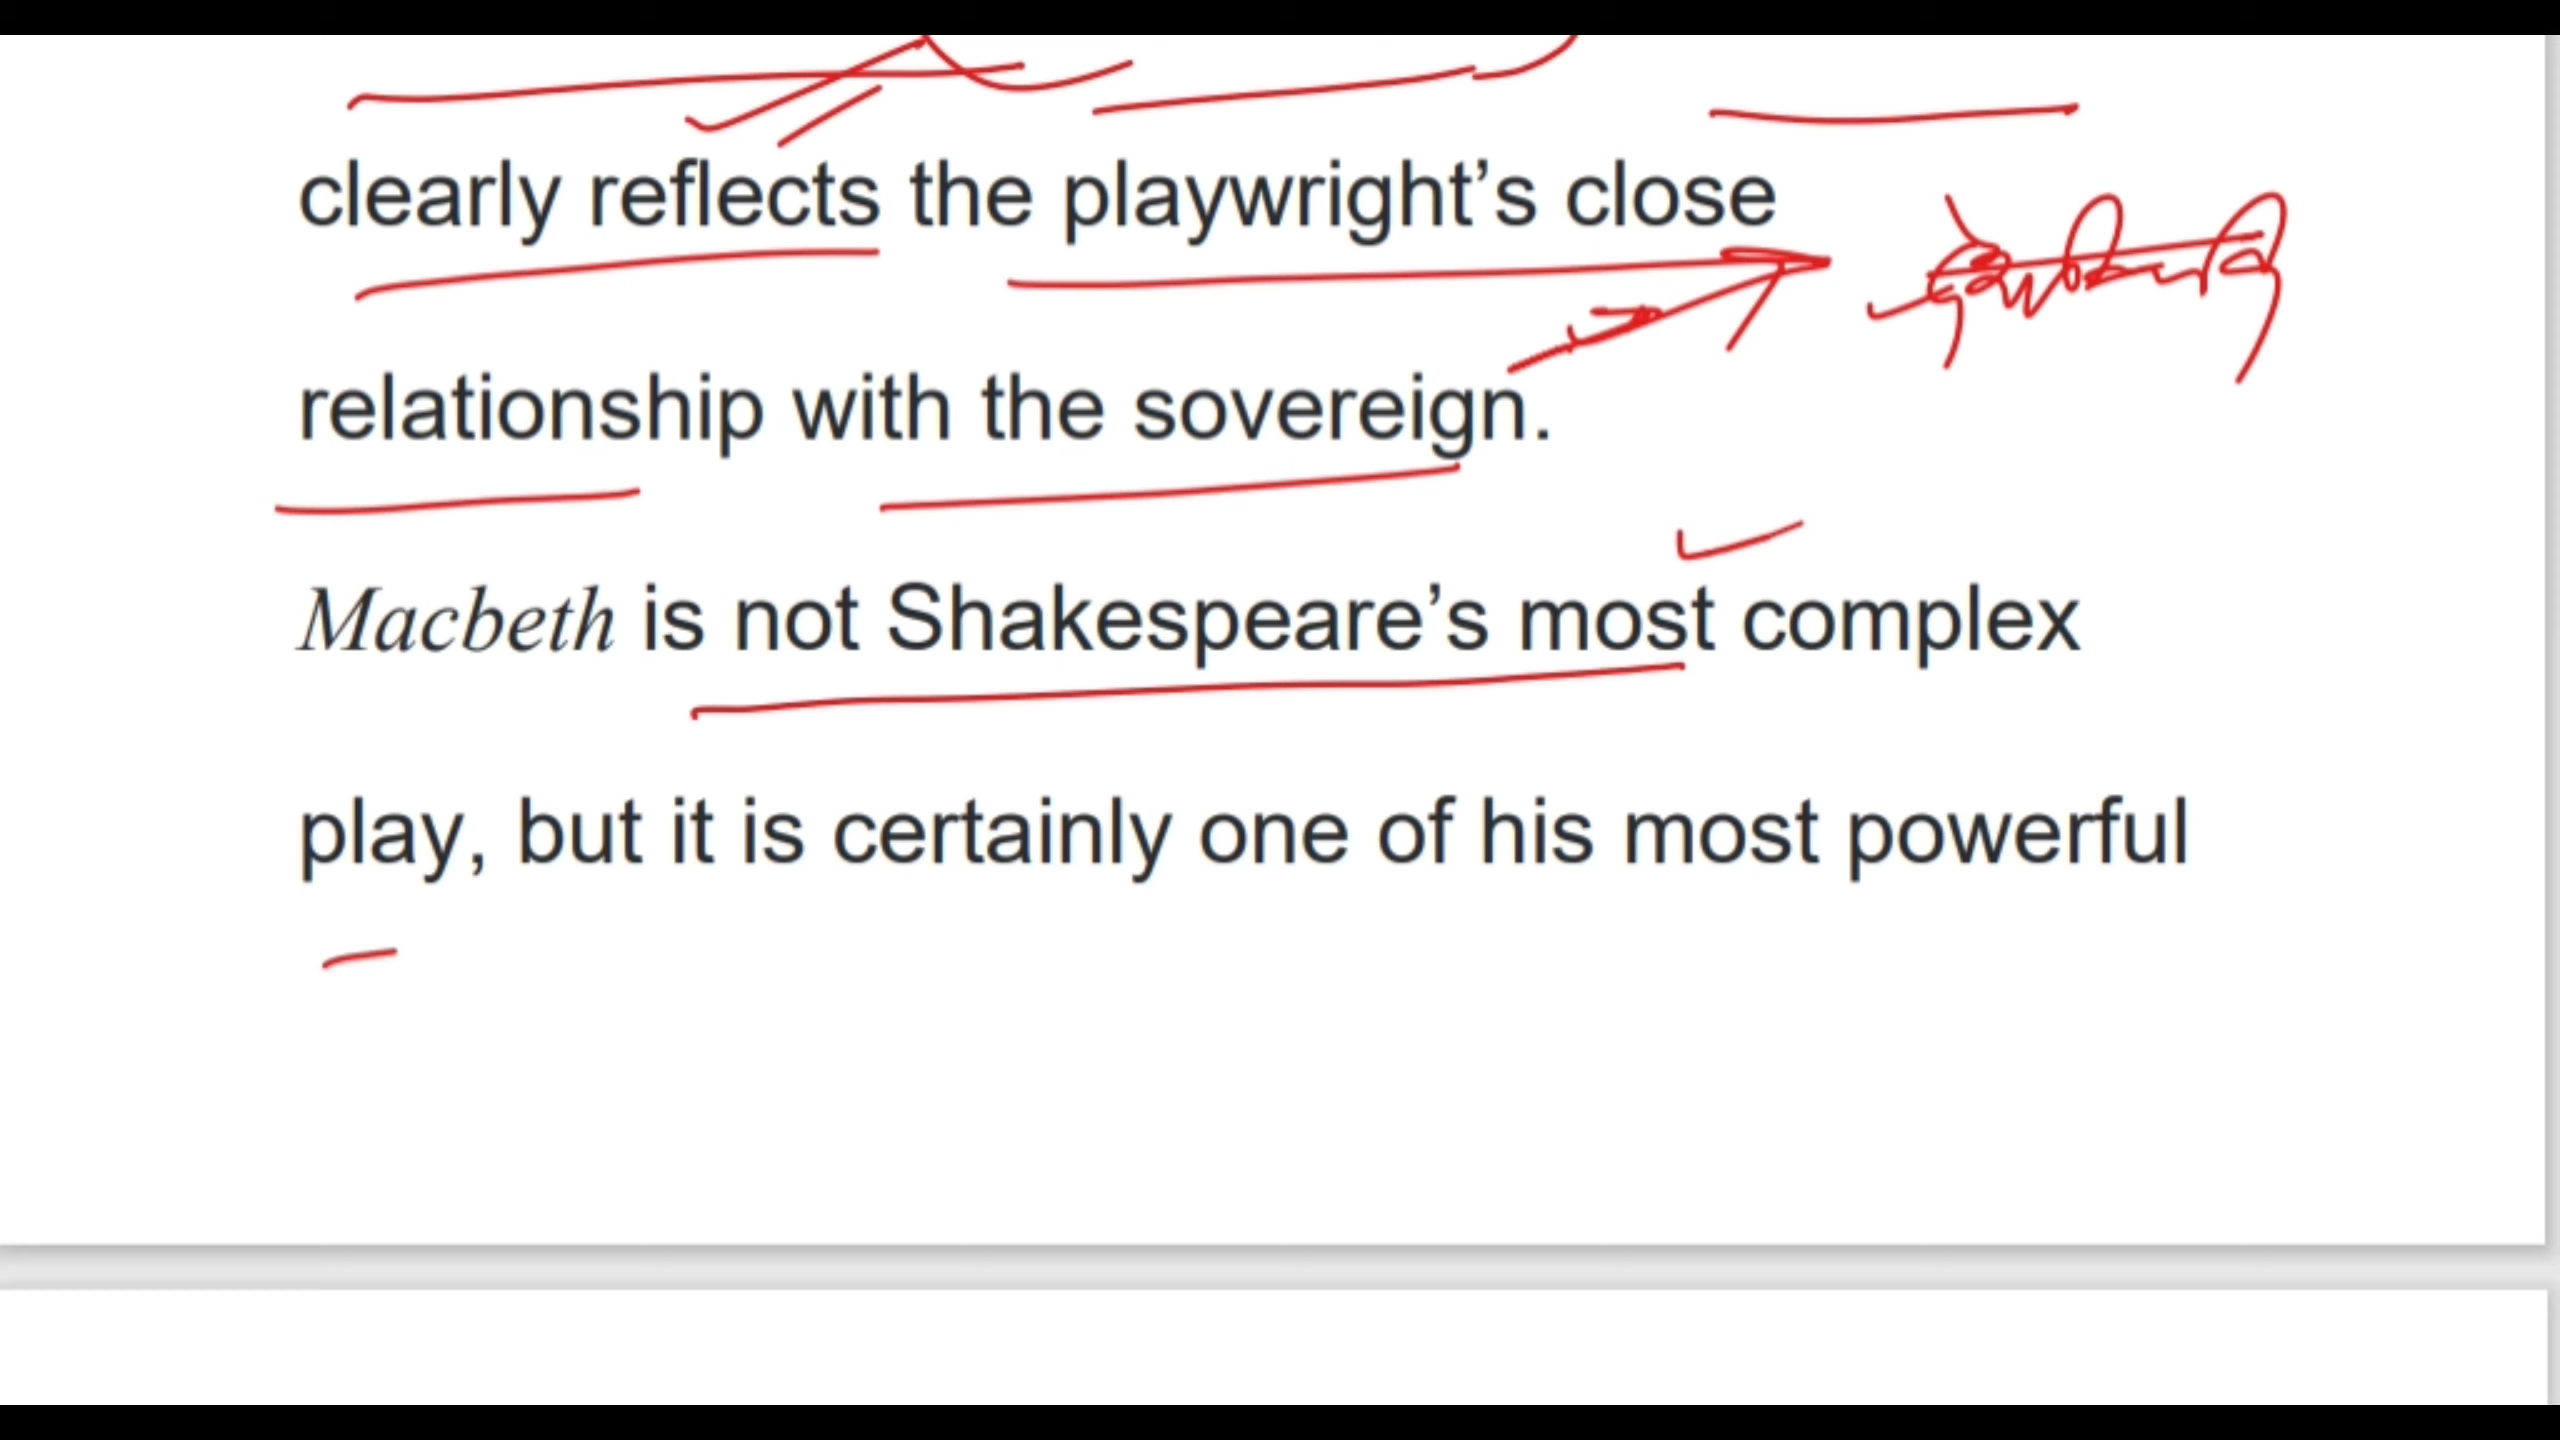 clearly reflects the playwright’s close
relationship with the sovereign.
Macbeth is not Shakespeare’s most complex
play, but it is certainly one of his most powerful